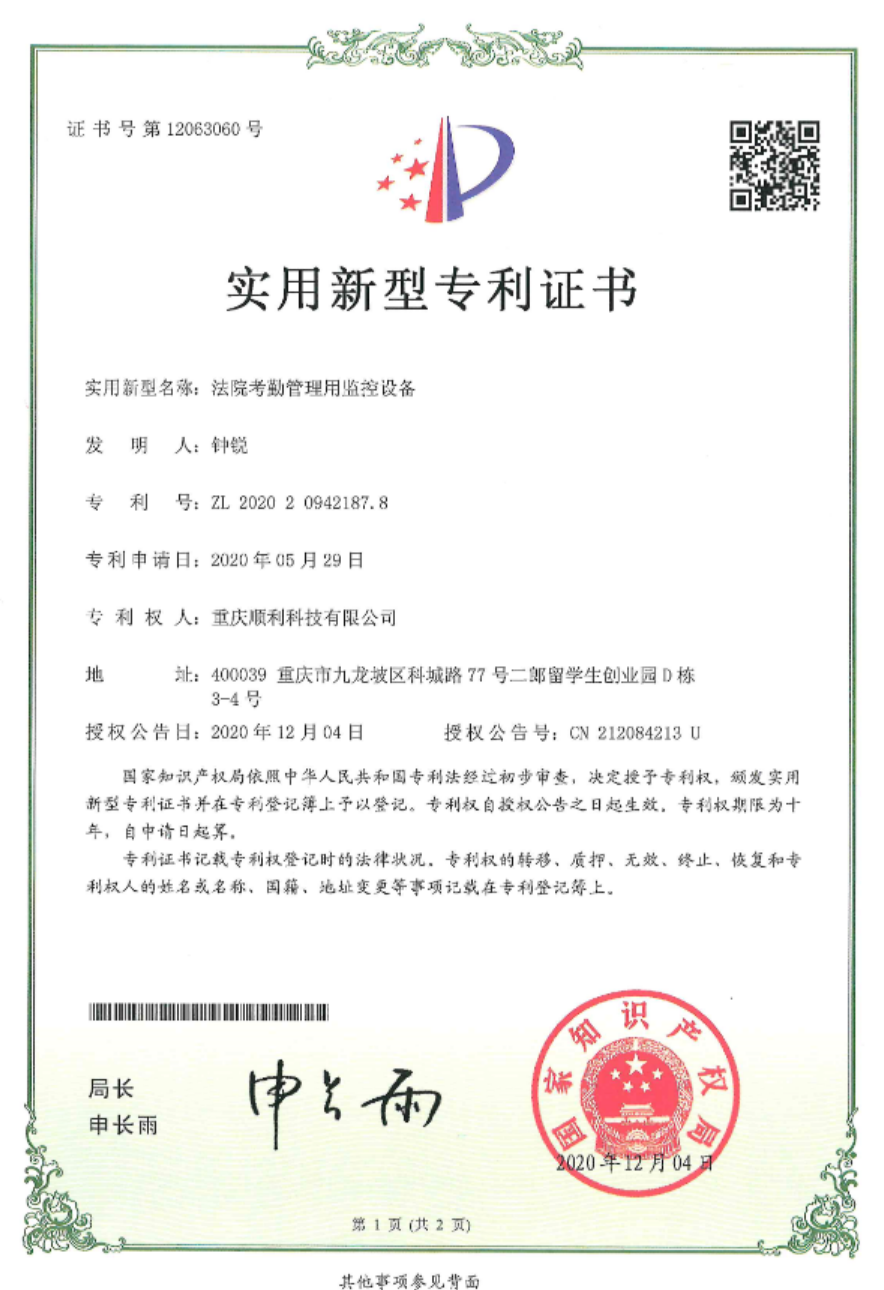 证书号第12063060号
实用新型专利证书
实用新型名称：法院考勤管理用监控设备
发 明 人：钟锐
专 利 号：ZL 2020 2 0942187.8
专利申请日：2020年05月29日
专 利 权 人：重庆顺利科技有限公司
地 址：400039 重庆市九龙坡区科城路77号二郎留学生创业园D栋
3-4号
授权公告日：2020年12月04日 授权公告号：CN 212084213 U
国家知识产权局依照中华人民共和国专利法经过初步审查，决定授予专利权，颁发实用
新型专利证书并在专利登记簿上予以登记。专利权自授权公告之日起生效。专利权期限为十
年，自申请日起算。
专利证书记载专利权登记时的法律状况。专利权的转移、质押、无效、终止、恢复和专
利权人的姓名或名称、国籍、地址变更等事项记载在专利登记簿上。
局长
申长雨
申长雨
国家知识产权局
2020年12月04日
第 1 页 (共 2 页)
其他事项参见背面